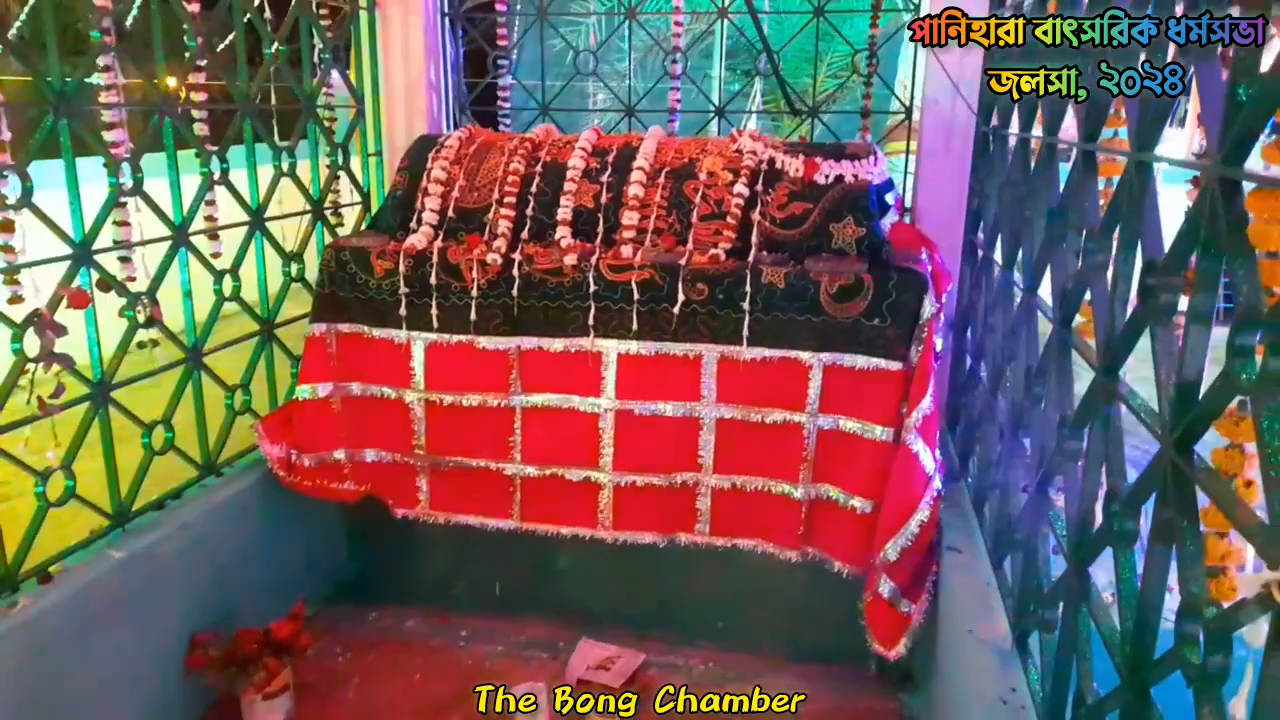 পানিহারা বাৎসরিক ধর্মসভা
জলসা, ২০২৪
The Bong Chamber